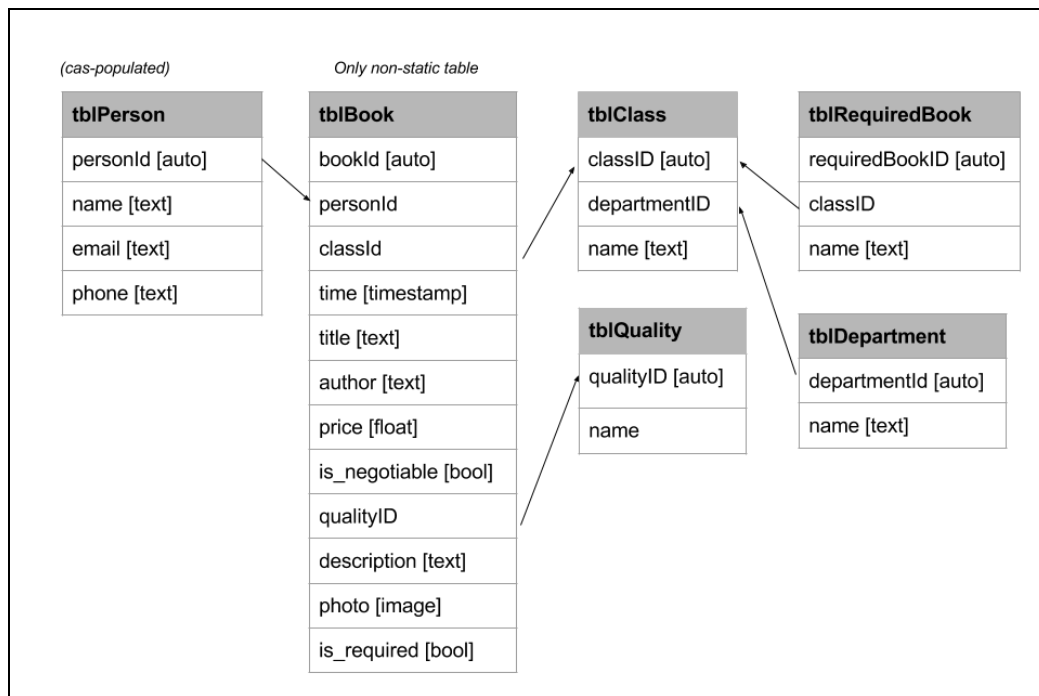 (cas-populated)
Only non-static table
tblPerson
personId [auto]
name [text]
email [text]
phone [text]
tblBook
bookId [auto]
personId
classId
time [timestamp]
title [text]
author [text]
price [float]
is_negotiable [bool]
qualityID
description [text]
photo [image]
is_required [bool]
tblClass
classID [auto]
departmentID
name [text]
tblQuality
qualityID [auto]
name
tblRequiredBook
requiredBookID [auto]
classID
name [text]
tblDepartment
departmentId [auto]
name [text]